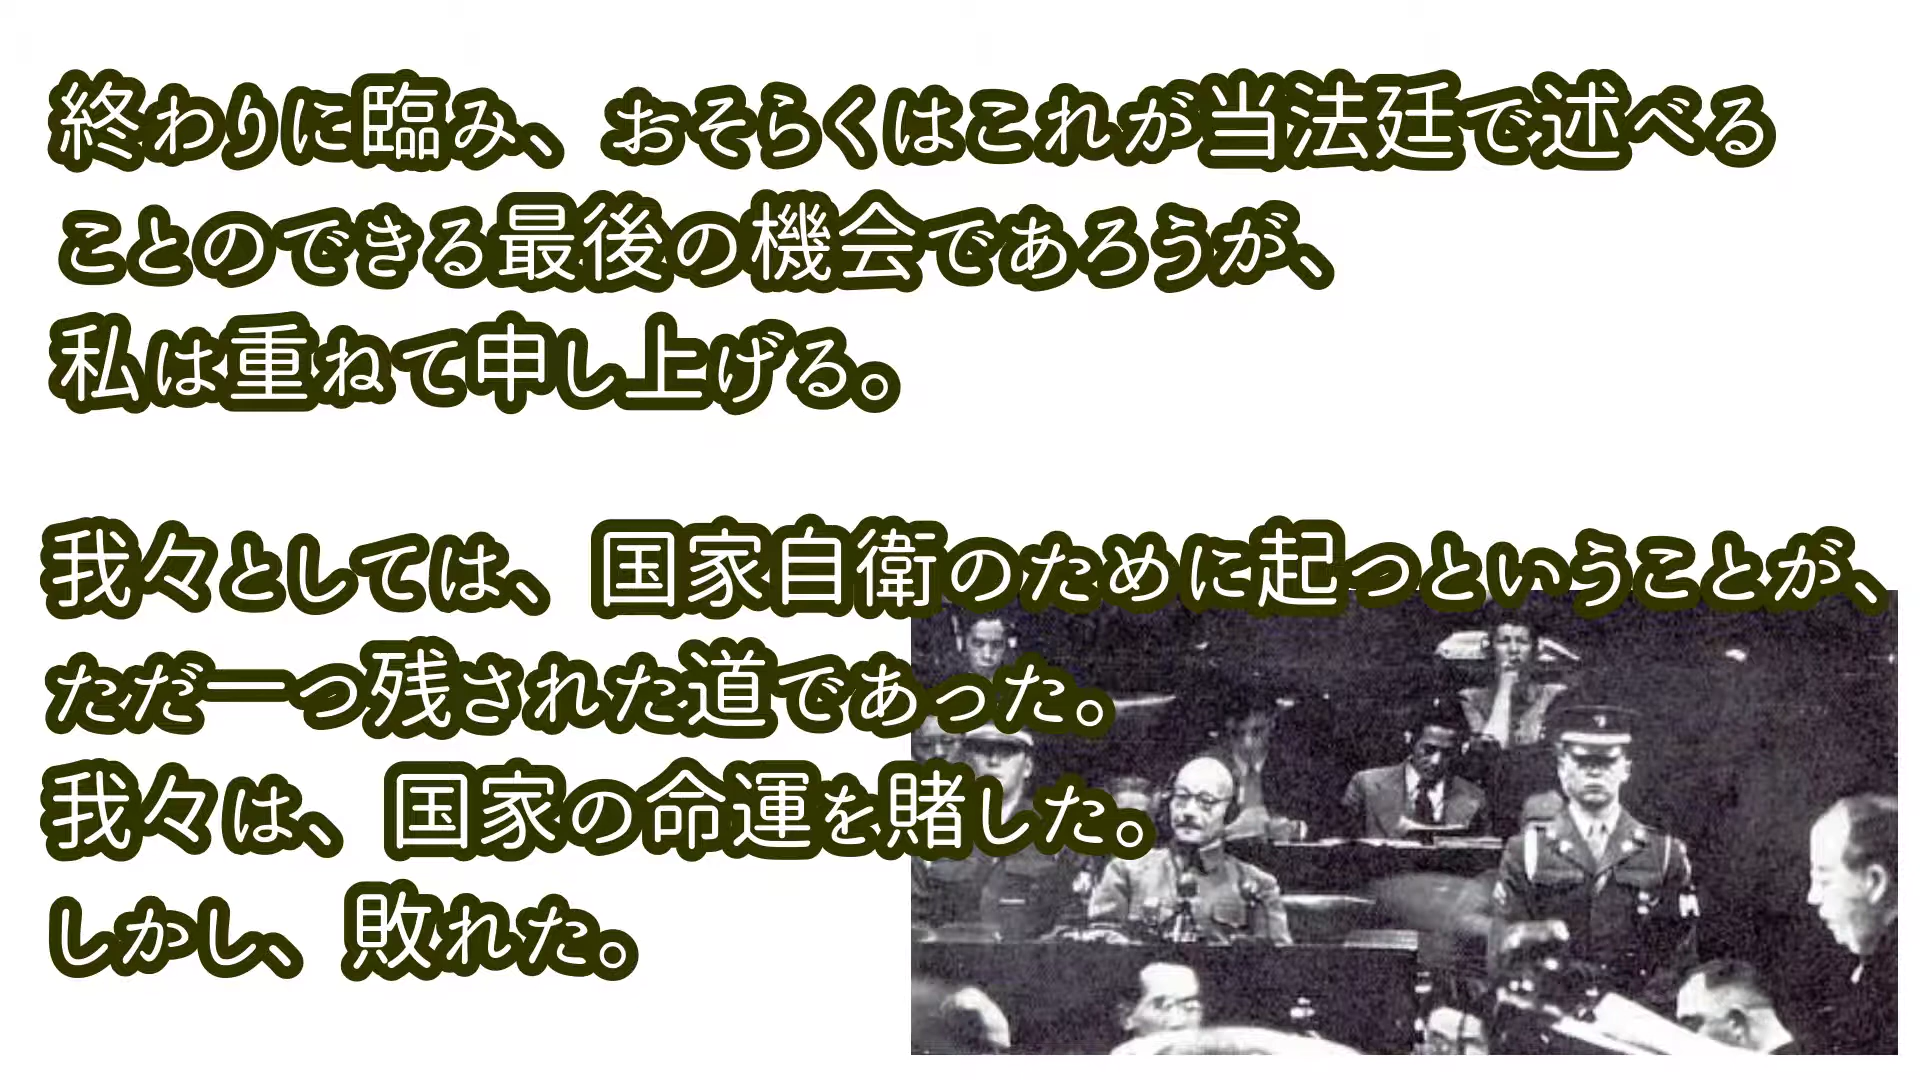 終わりに臨み、おそらくはこれが当法廷で述べる
ことのできる最後の機会であろうが、
私は重ねて申し上げる。
我々としては、国家自衛のために起つということが、
ただ一つ残された道であった。
我々は、国家の命運を賭した。
しかし、敗れた。